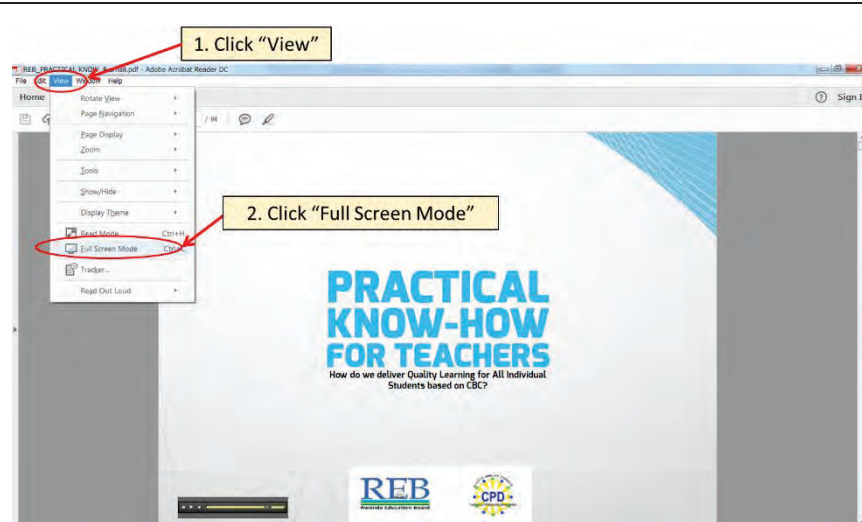 1. Click “View”
Adobe Acrobat Reader DC
File Edit View Window Help
Home
Sign I
Rotate View
Page Navigation
/ 94
Page Display
Zoom
Tools
Show/Hide
Display Theme
2. Click “Full Screen Mode”
Read Mode Ctrl+H
Full Screen Mode
Tracker...
Read Out Loud
PRACTICAL
KNOW-HOW
FOR TEACHERS
How do we deliver Quality Learning for All Individual
Students based on CBC?
REB
Rwanda Education Board
CPD